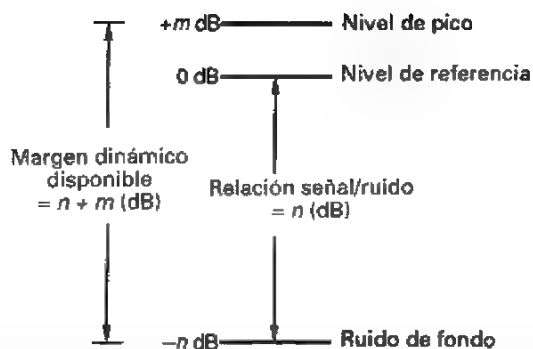 +m dB Nivel de pico
0 dB Nivel de referencia
Margen dinámico
disponible
= n + m (dB)
Relación señal/ruido
= n (dB)
–n dB Ruido de fondo